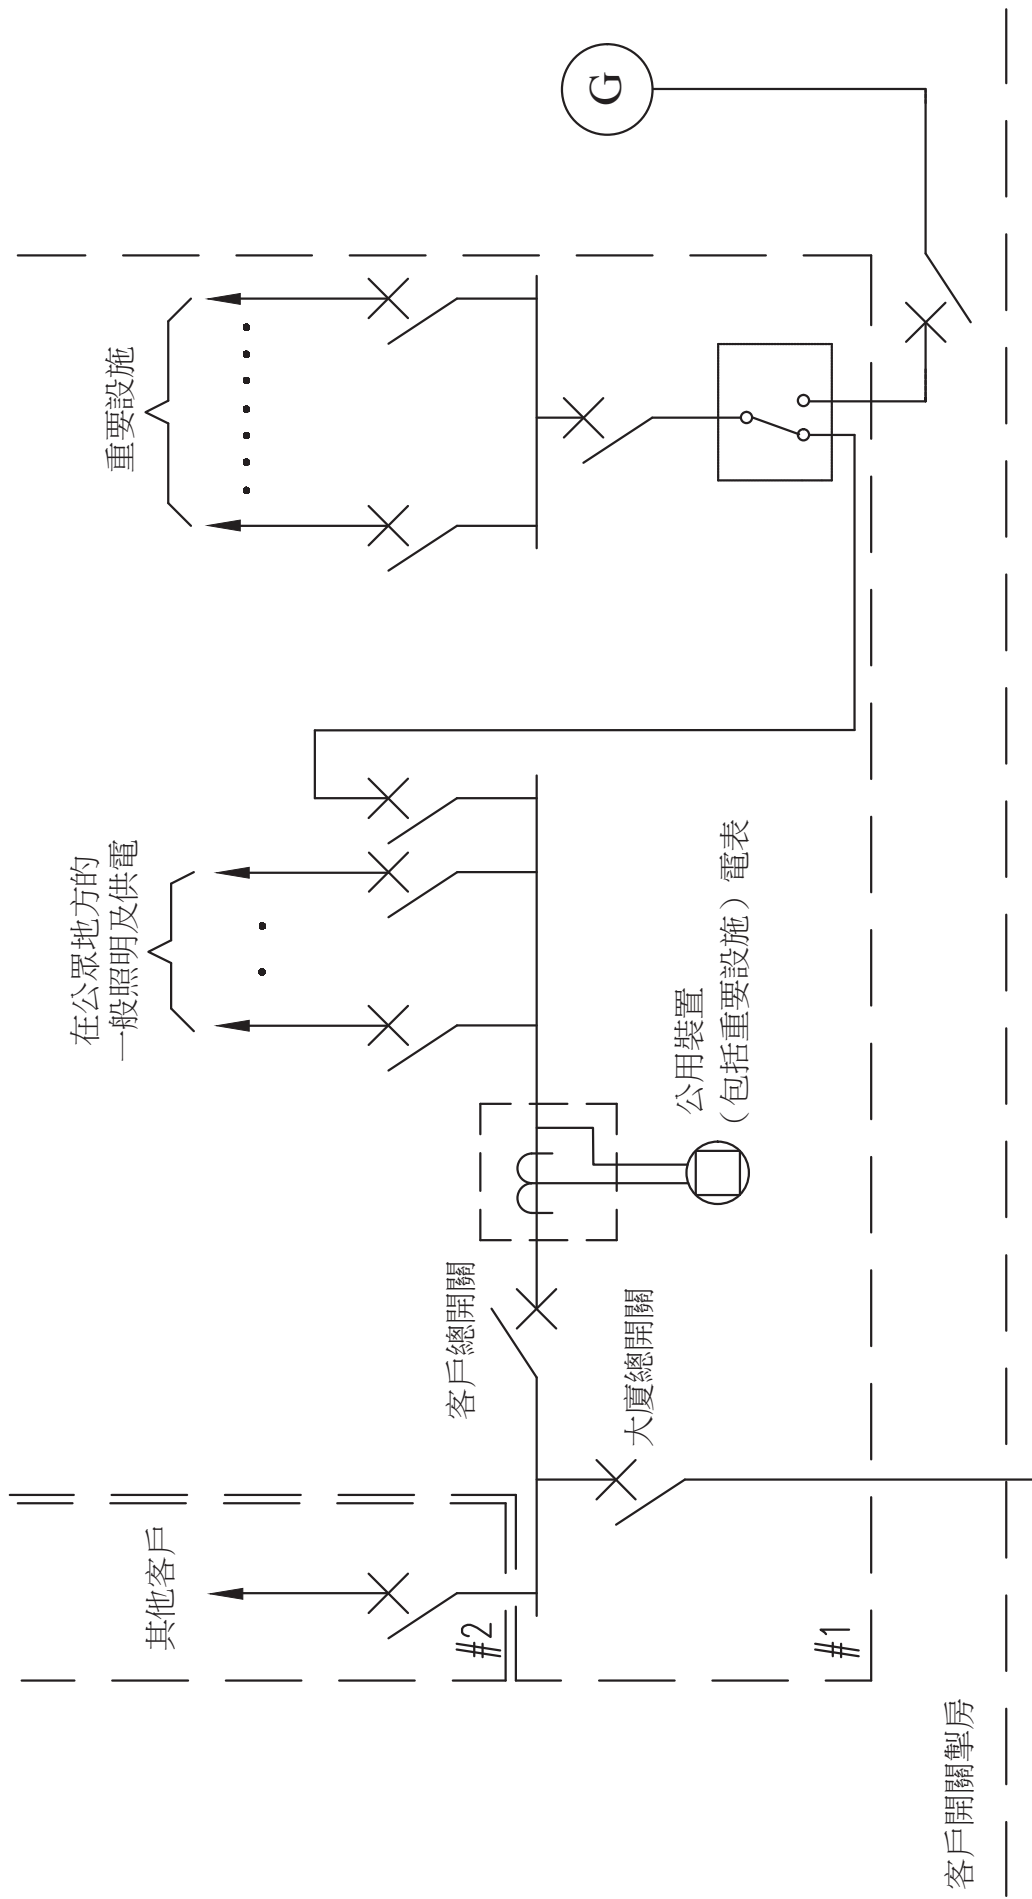 其他客戶
在公眾地方的
一般照明及供電
重要設施
客戶總開關
大廈總開關
公用裝置
（包括重要設施）電表
G
#2
#1
客戶開關掣房